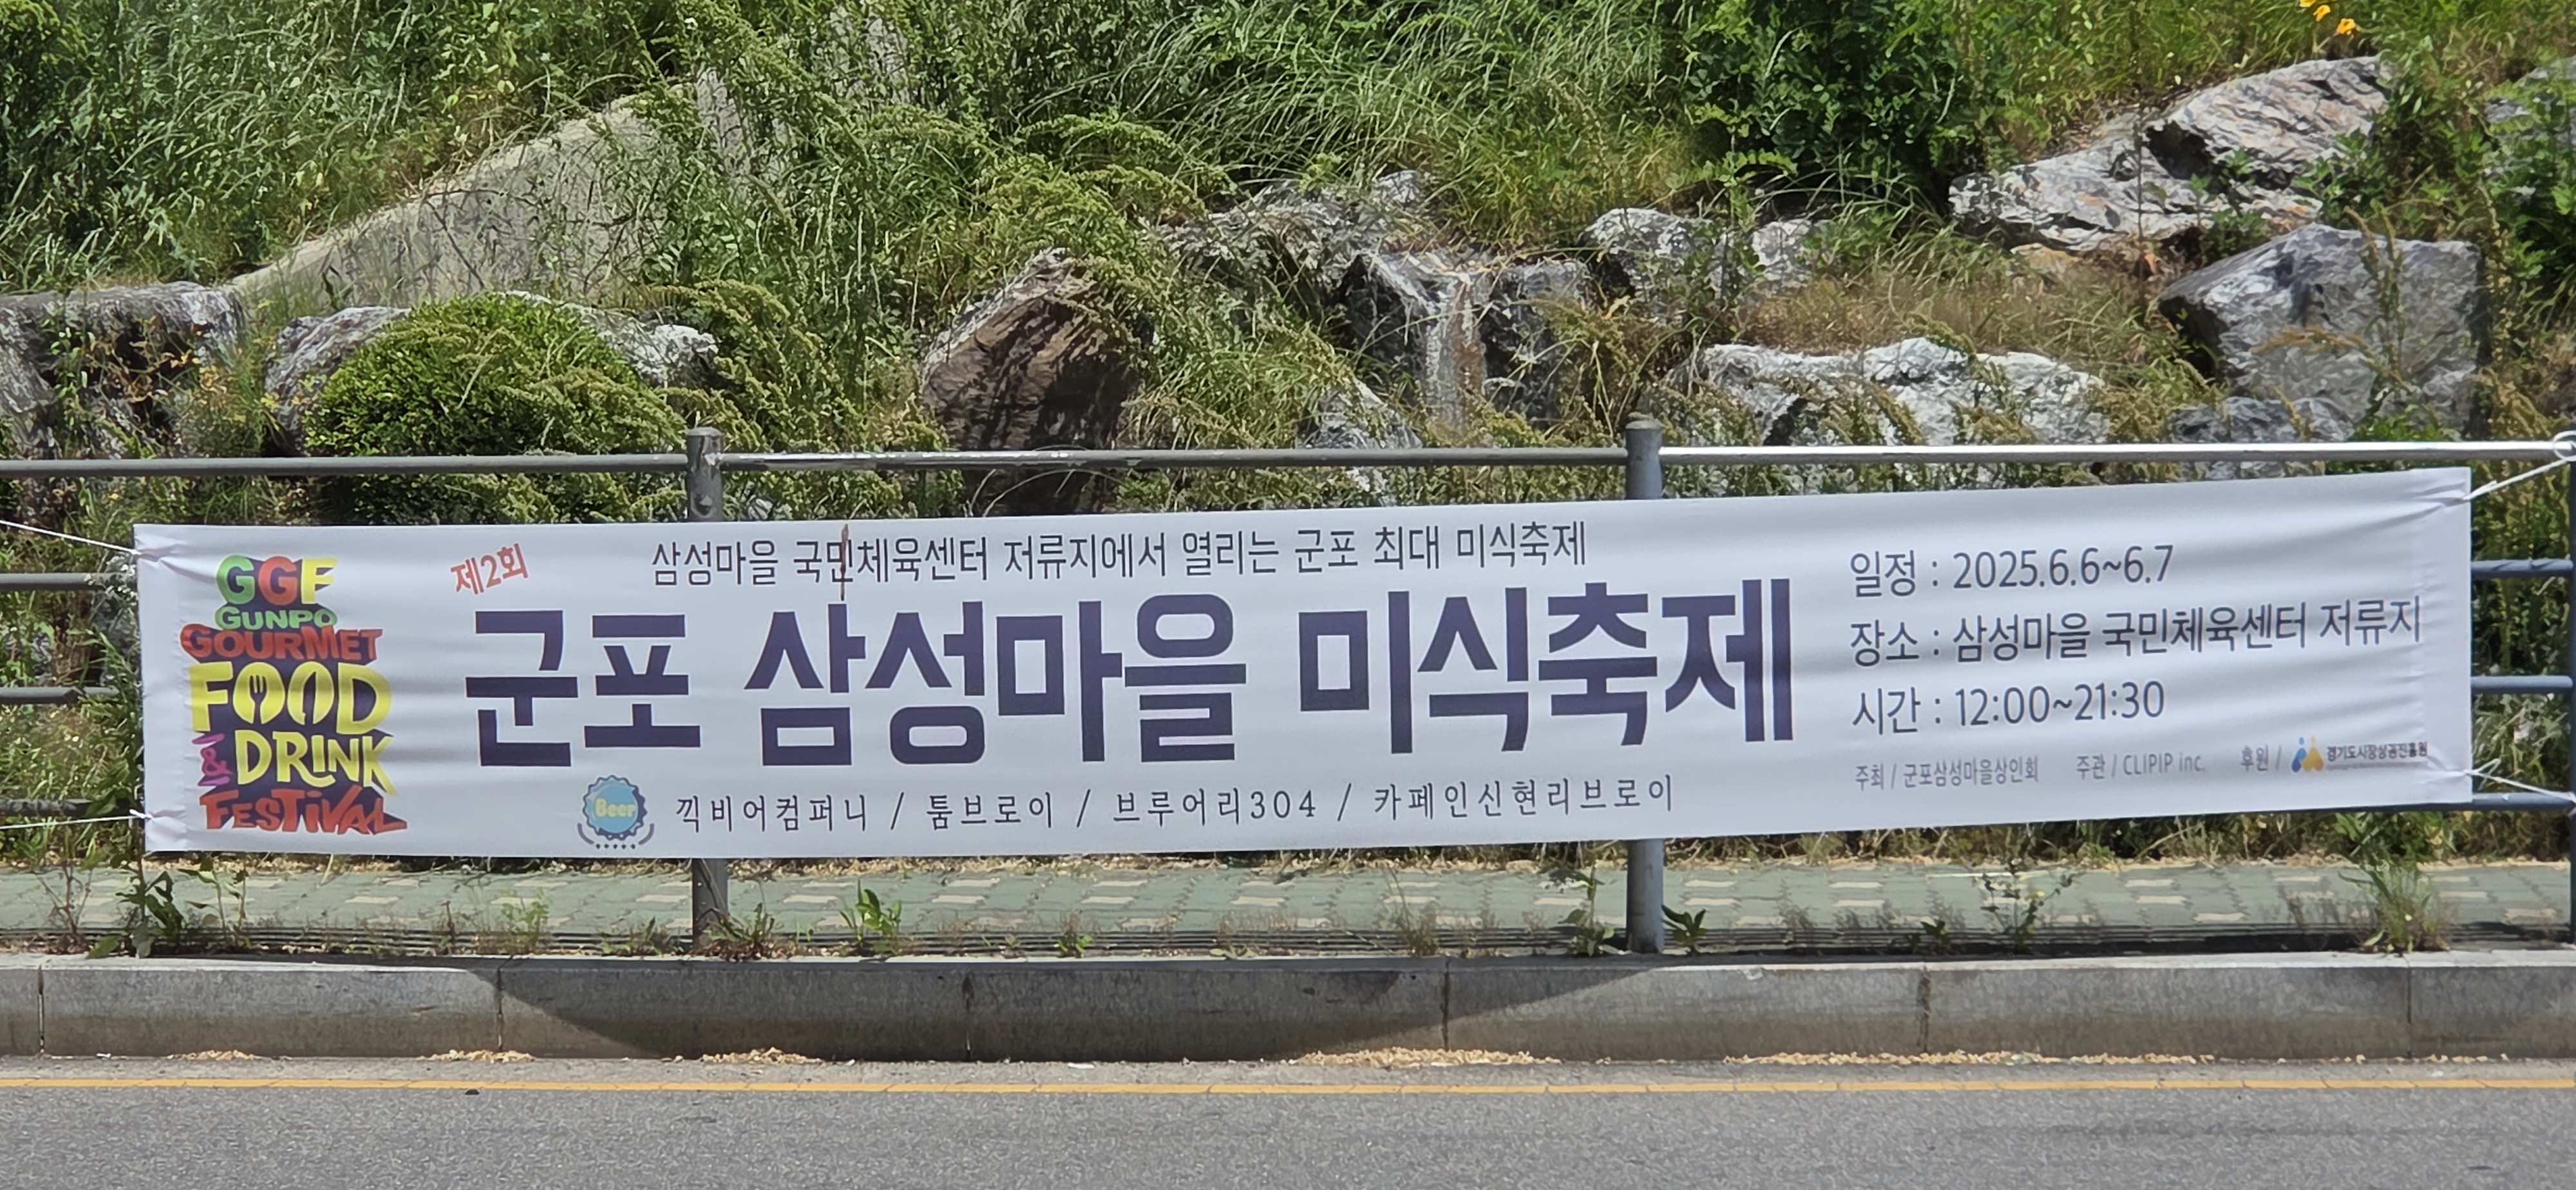 GGF
GUNPO
GOURMET
FOOD
& DRINK
FESTIVAL
제2회
삼성마을 국민체육센터 저류지에서 열리는 군포 최대 미식축제
군포 삼성마을 미식축제
Beer
끽비어컴퍼니 / 툼브로이 / 브루어리304 / 카페인신현리브로이
일정 : 2025.6.6~6.7
장소 : 삼성마을 국민체육센터 저류지
시간 : 12:00~21:30
주최 / 군포삼성마을상인회 주관 / CLIPIP inc. 후원 / 경기도시장상권진흥원